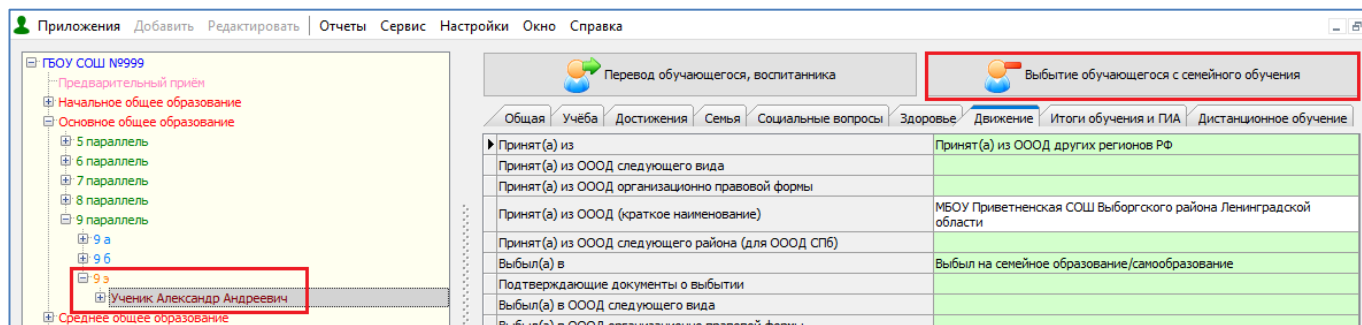 Приложения Добавить Редактировать Отчеты Сервис Настройки Окно Справка
ГБОУ СОШ №999
Предварительный приём
Начальное общее образование
Основное общее образование
5 параллель
6 параллель
7 параллель
8 параллель
9 параллель
9 а
9 б
9 э
Ученик Александр Андреевич
Среднее общее образование
Перевод обучающегося, воспитанника
Выбытие обучающегося с семейного обучения
Общая Учёба Достижения Семья Социальные вопросы Здоровье Движение Итоги обучения и ГИА Дистанционное обучение
Принят(а) из Принят(а) из ОООД других регионов РФ
Принят(а) из ОООД следующего вида
Принят(а) из ОООД организационно правовой формы
Принят(а) из ОООД (краткое наименование) МБОУ Приветненская СОШ Выборгского района Ленинградской
области
Принят(а) из ОООД следующего района (для ОООД СПб)
Выбыл(а) в Выбыл на семейное образование/самообразование
Подтверждающие документы о выбытии
Выбыл(а) в ОООД следующего вида
Выбыл(а) в ОООД организационно правовой формы